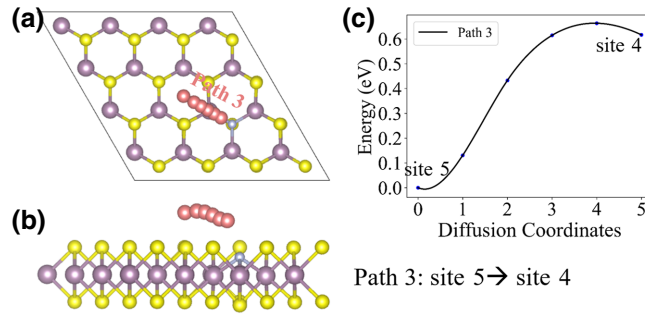 (a)
Path 3
(b)
(c)
Path 3
Energy (eV)
0.6
0.5
0.4
0.3
0.2
0.1
0.0
site 5
site 4
0 1 2 3 4 5
Diffusion Coordinates
Path 3: site 5→ site 4